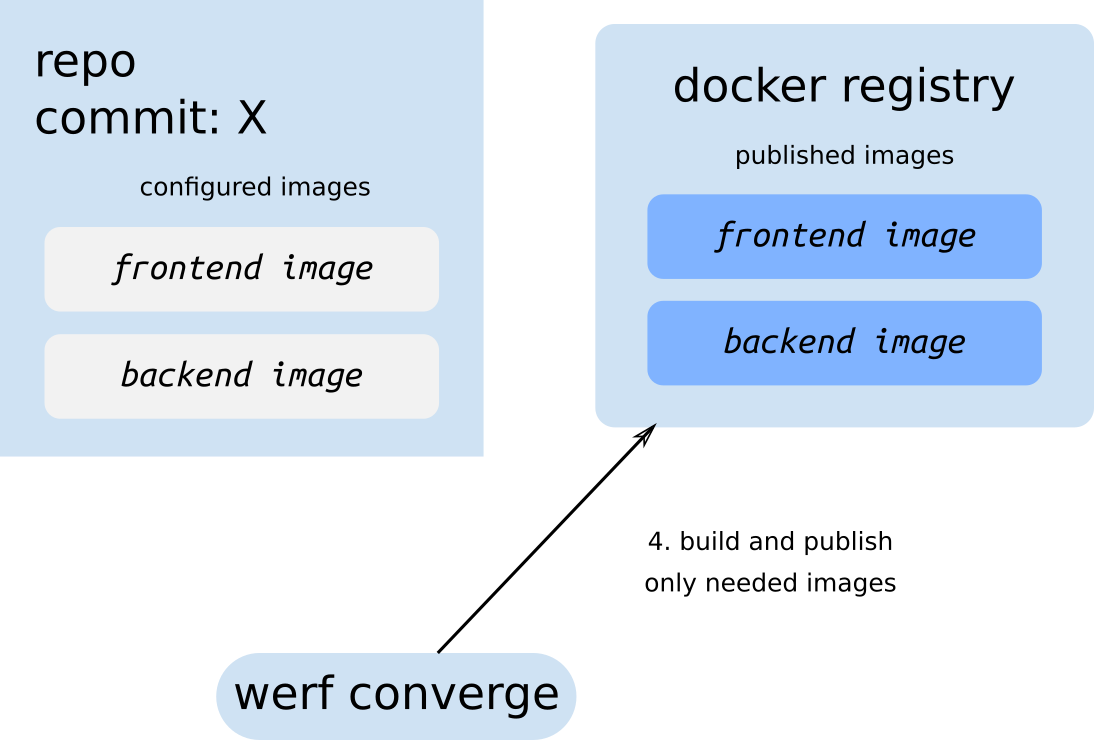 repo
commit: X
configured images
frontend image
backend image
docker registry
published images
frontend image
backend image
4. build and publish
only needed images
werf converge